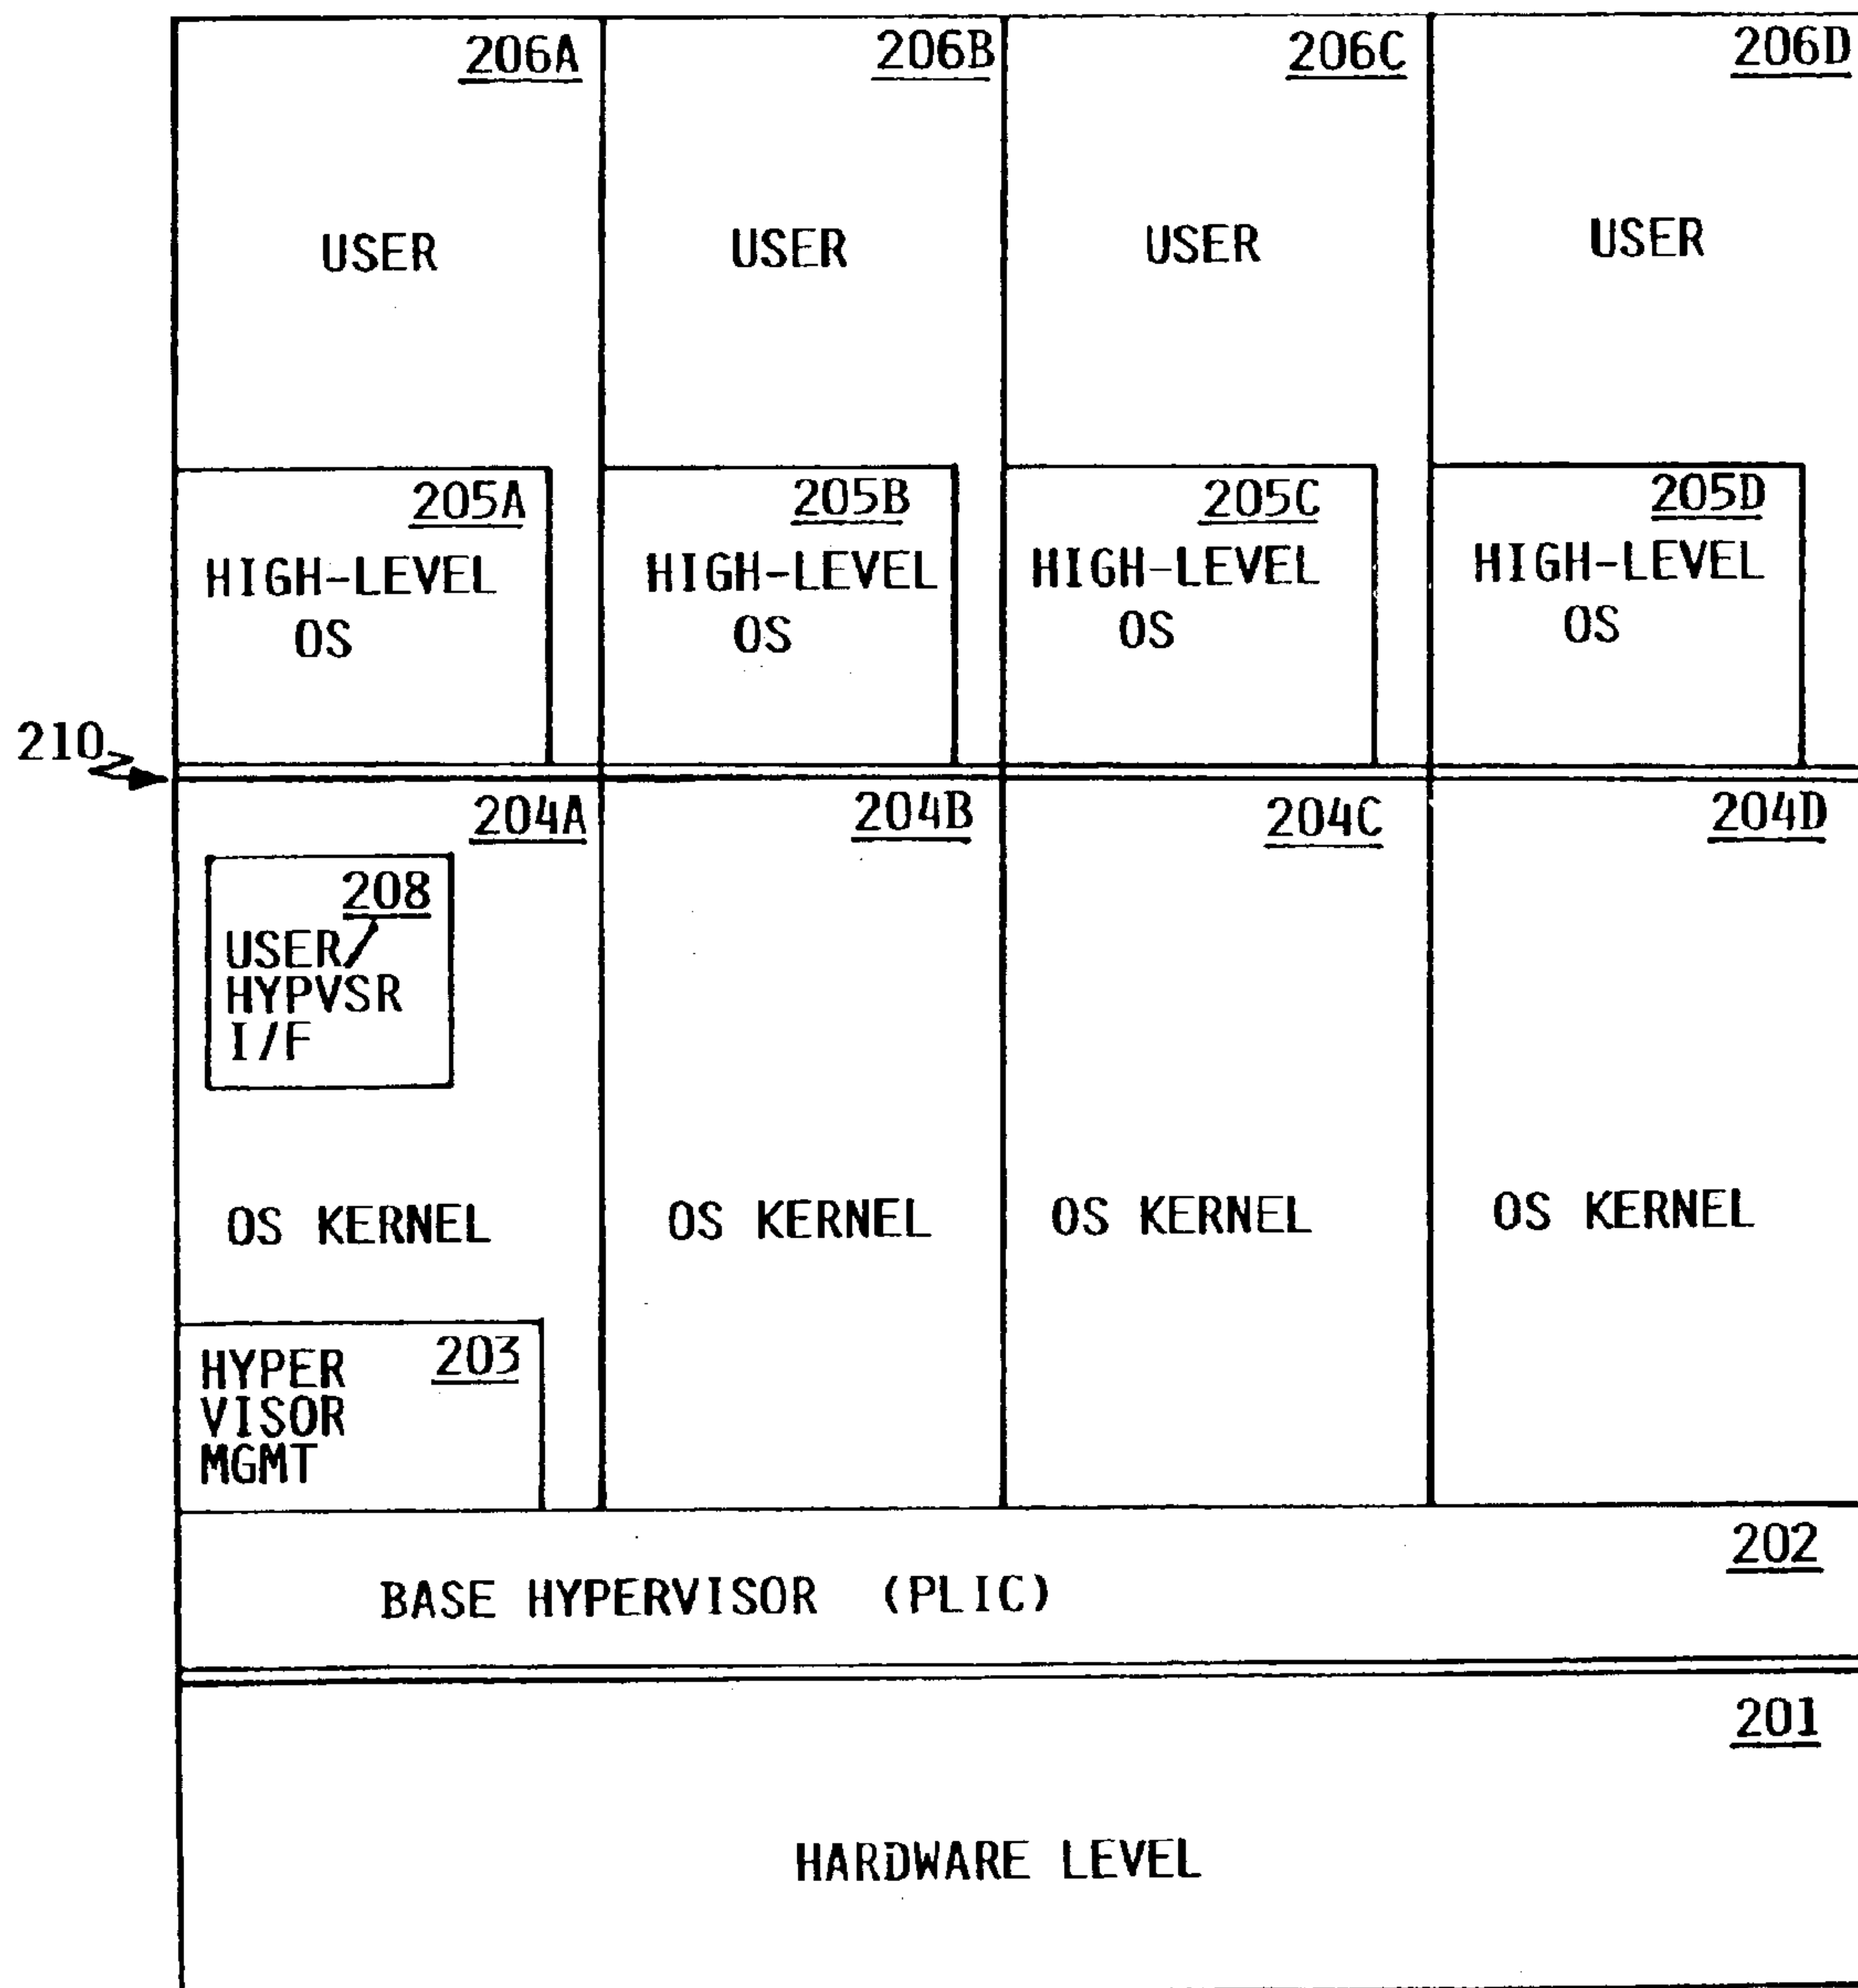 206A 206B 206C 206D
USER USER USER USER
205A 205B 205C 205D
HIGH-LEVEL HIGH-LEVEL HIGH-LEVEL HIGH-LEVEL
OS OS OS OS
210
204A 204B 204C 204D
208
USER/
HYPVSR
I/F
OS KERNEL OS KERNEL OS KERNEL OS KERNEL
203
HYPER
VISOR
MGMT
202
BASE HYPERVISOR (PLIC)
201
HARDWARE LEVEL